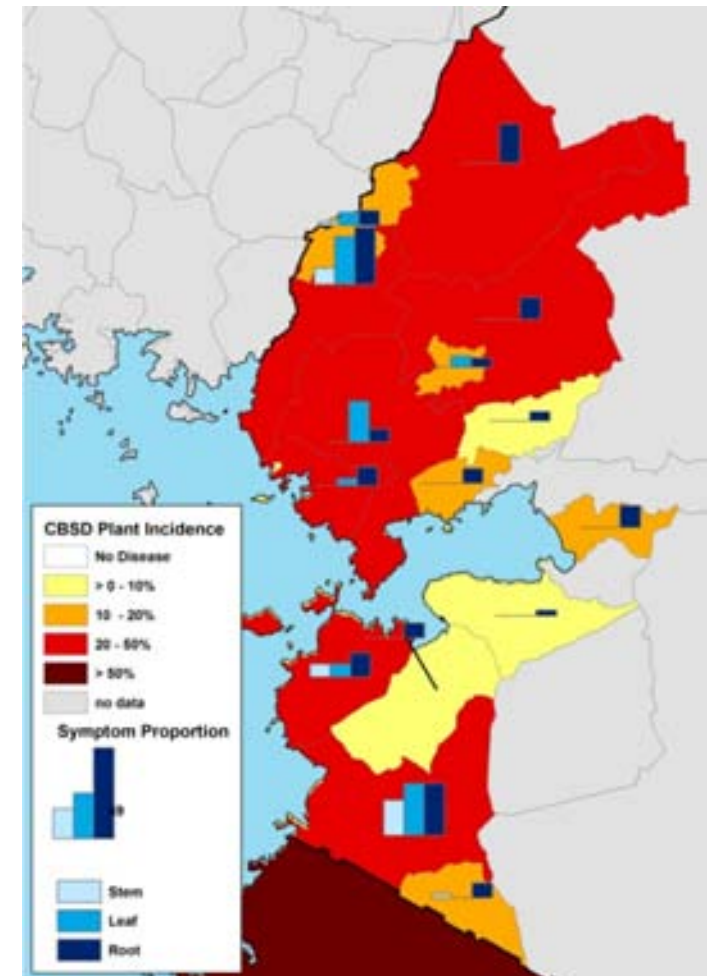 CBSD Plant Incidence
No Disease
> 0 - 10%
10 - 20%
20 - 50%
> 50%
no data
Symptom Proportion
Stem
Leaf
Root